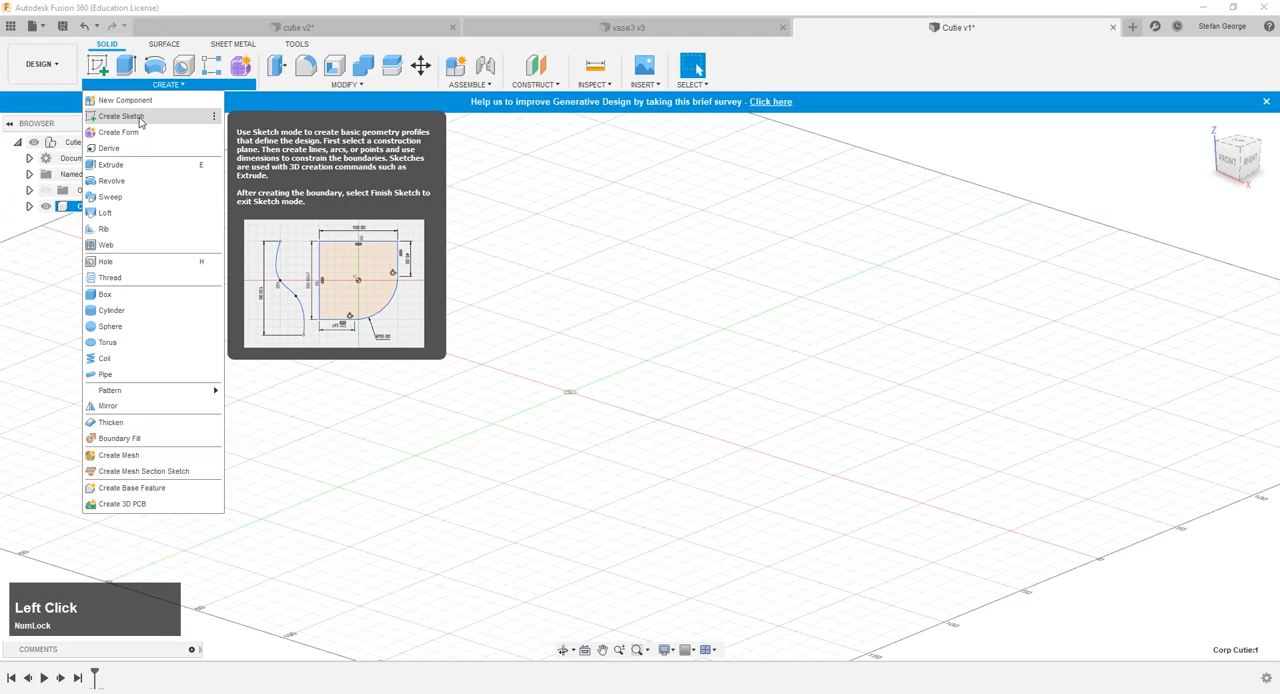 Autodesk Fusion 360 (Education License)
cutie v2*
vase3 v3
Cutie v1*
Stefan George
SOLID
SURFACE
SHEET METAL
TOOLS
DESIGN
CREATE
MODIFY
ASSEMBLE
CONSTRUCT
INSPECT
INSERT
SELECT
Help us to improve Generative Design by taking this brief survey - Click here
BROWSER
Cutie
Docum
Named
O
C
New Component
Create Sketch
Create Form
Derive
Extrude E
Revolve
Sweep
Loft
Rib
Web
Hole H
Thread
Box
Cylinder
Sphere
Torus
Coil
Pipe
Pattern
Mirror
Thicken
Boundary Fill
Create Mesh
Create Mesh Section Sketch
Create Base Feature
Create 3D PCB
Use Sketch mode to create basic geometry profiles
that define the design. First select a construction
plane. Then create lines, arcs, or points and use
dimensions to constrain the boundaries. Sketches
are used with 3D creation commands such as
Extrude.
After creating the boundary, select Finish Sketch to
exit Sketch mode.
100.00
Z
FRONT
RIGHT
X
Left Click
NumLock
COMMENTS
Corp Cutie:1